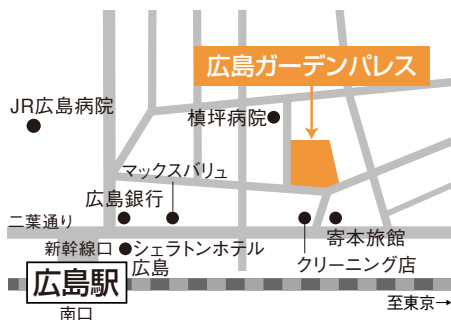 広島ガーデンパレス
JR広島病院
槙坪病院
マックスバリュ
広島銀行
二葉通り
寄本旅館
新幹線口
シェラトンホテル
広島
クリーニング店
広島駅
至東京→
南口